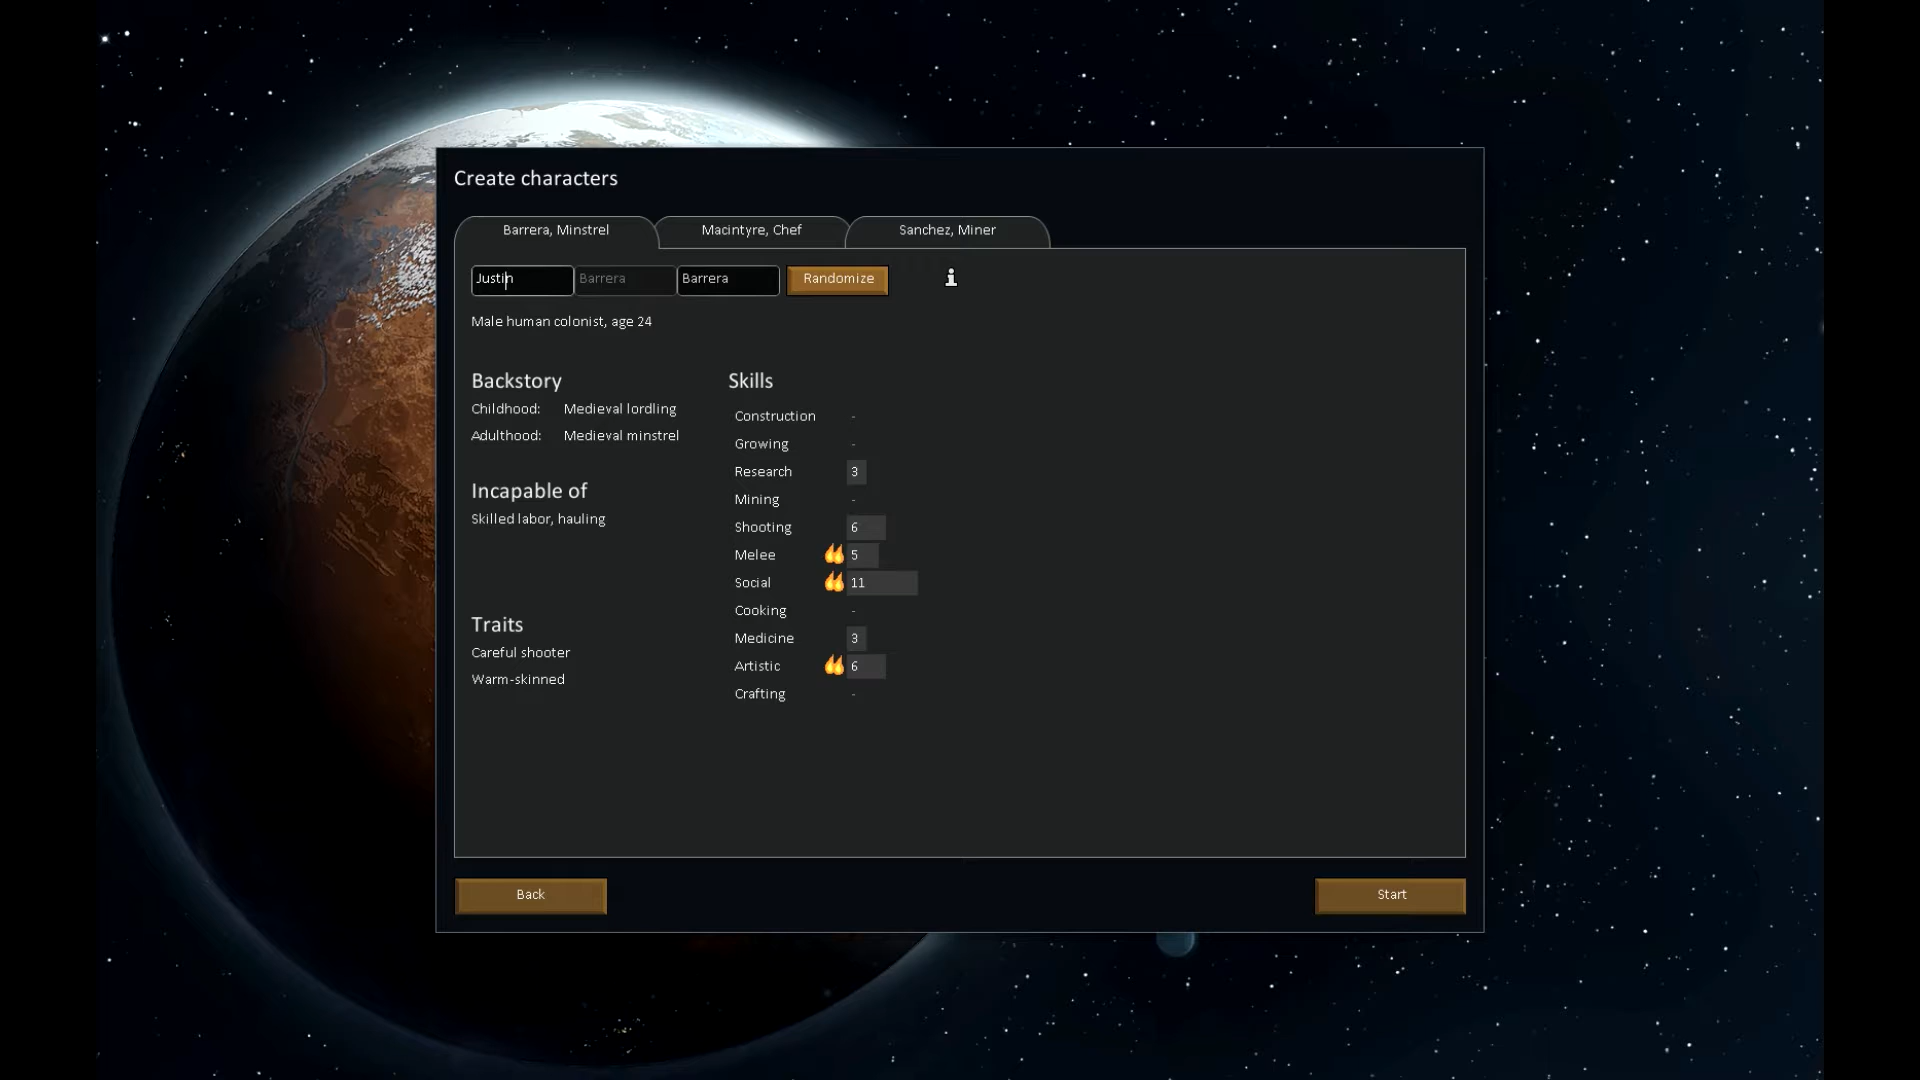 Create characters
Barrera, Minstrel
Macintyre, Chef
Sanchez, Miner
Justin
Barrera
Barrera
Randomize
Male human colonist, age 24
Backstory
Childhood: Medieval lordling
Adulthood: Medieval minstrel
Incapable of
Skilled labor, hauling
Traits
Careful shooter
Warm-skinned
Skills
Construction -
Growing -
Research 3
Mining -
Shooting 6
Melee 5
Social 11
Cooking -
Medicine 3
Artistic 6
Crafting -
Back
Start